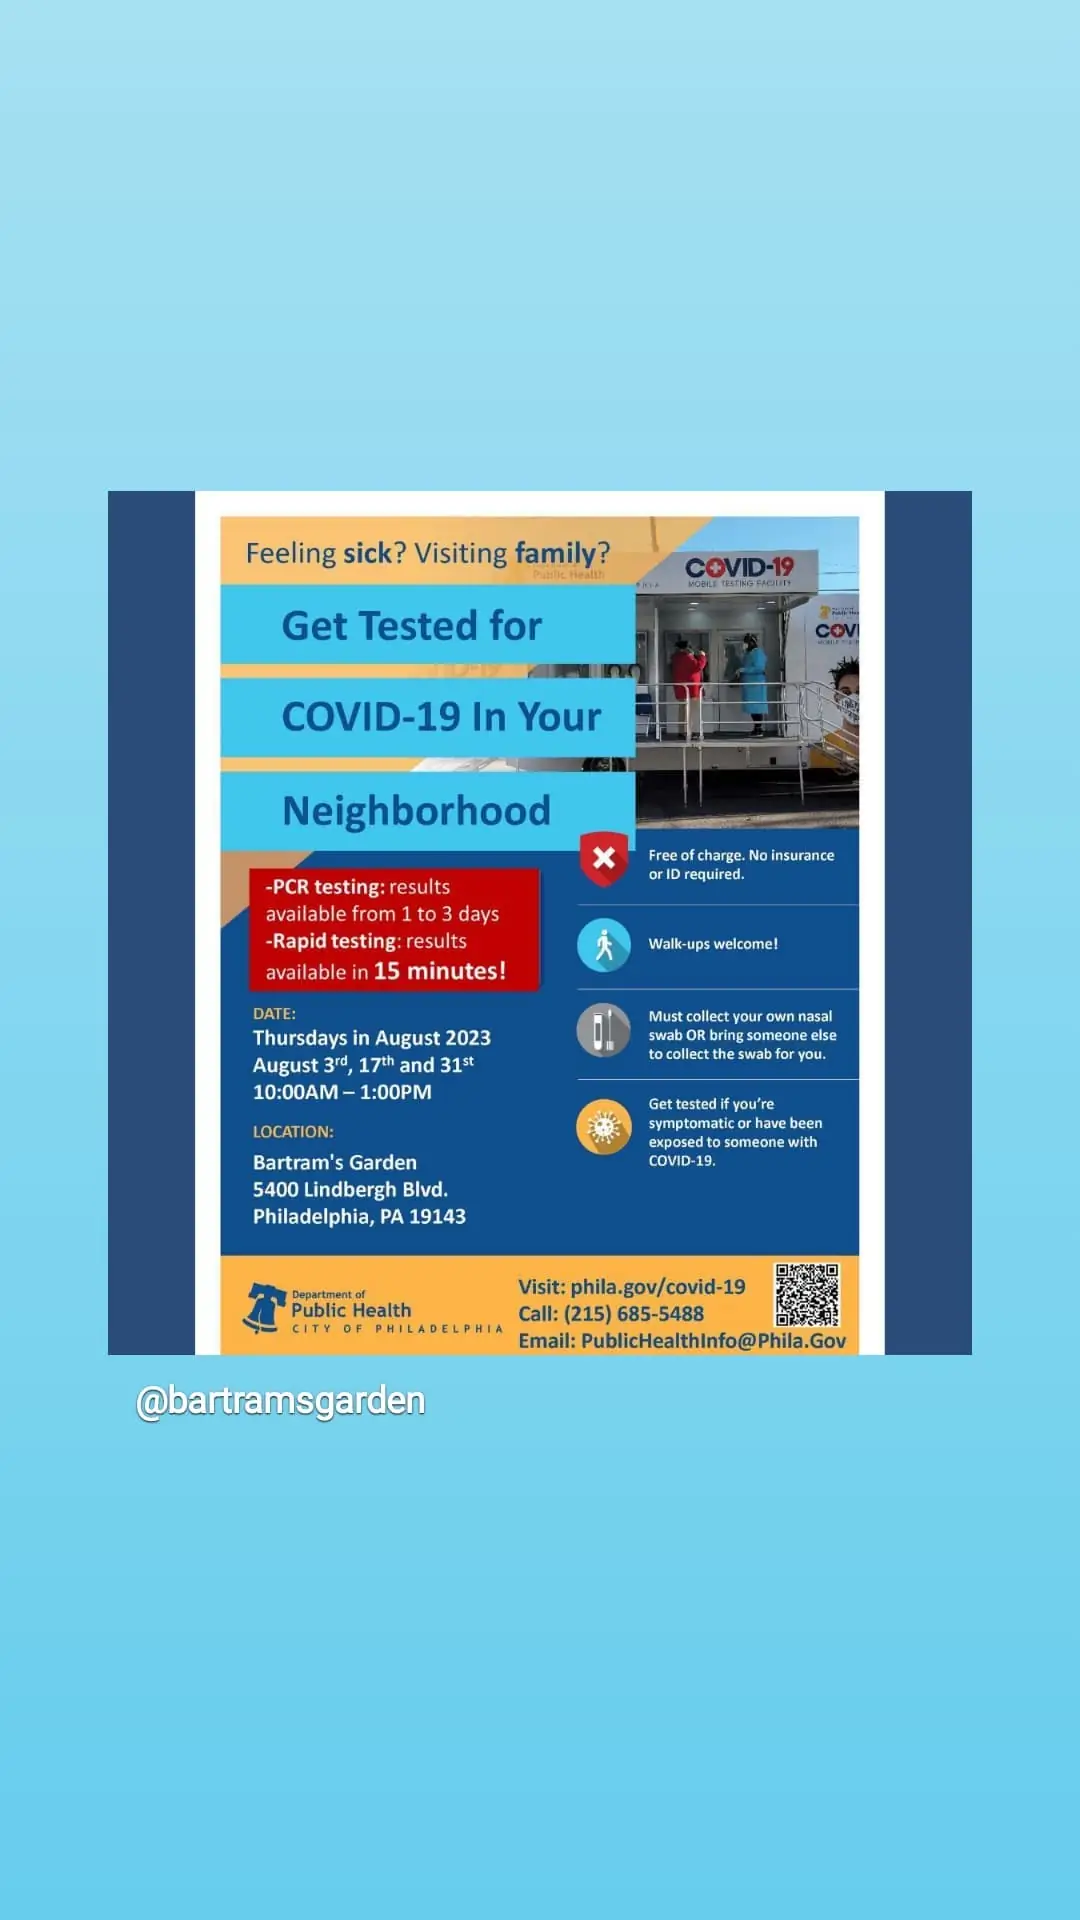 Feeling sick? Visiting family?
Public Health
COVID-19
MOBILE TESTING FACILITY
Get Tested for
COVID-19 In Your
Neighborhood
-PCR testing: results
available from 1 to 3 days
-Rapid testing: results
available in 15 minutes!
DATE:
Thursdays in August 2023
August 3rd, 17th and 31st
10:00AM – 1:00PM
LOCATION:
Bartram's Garden
5400 Lindbergh Blvd.
Philadelphia, PA 19143
Free of charge. No insurance
or ID required.
Walk-ups welcome!
Must collect your own nasal
swab OR bring someone else
to collect the swab for you.
Get tested if you're
symptomatic or have been
exposed to someone with
COVID-19.
Department of
Public Health
CITY OF PHILADELPHIA
Visit: phila.gov/covid-19
Call: (215) 685-5488
Email: PublicHealthInfo@Phila.Gov
@bartramsgarden